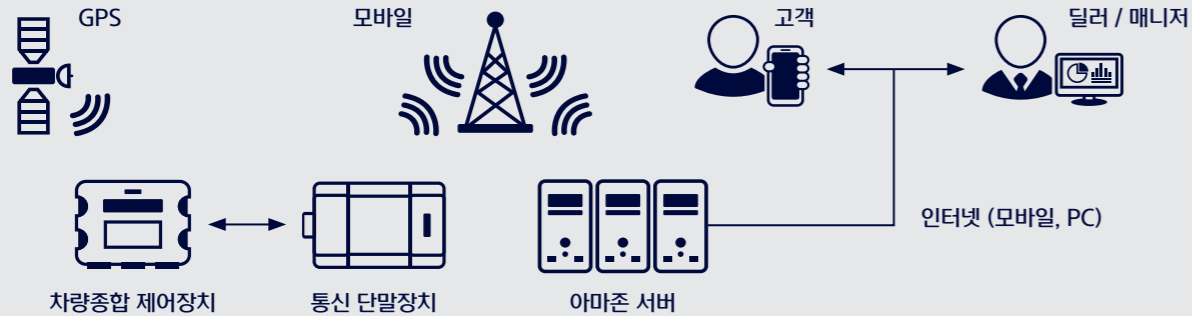 GPS
모바일
고객
딜러 / 매니저
인터넷 (모바일, PC)
차량종합 제어장치
통신 단말장치
아마존 서버